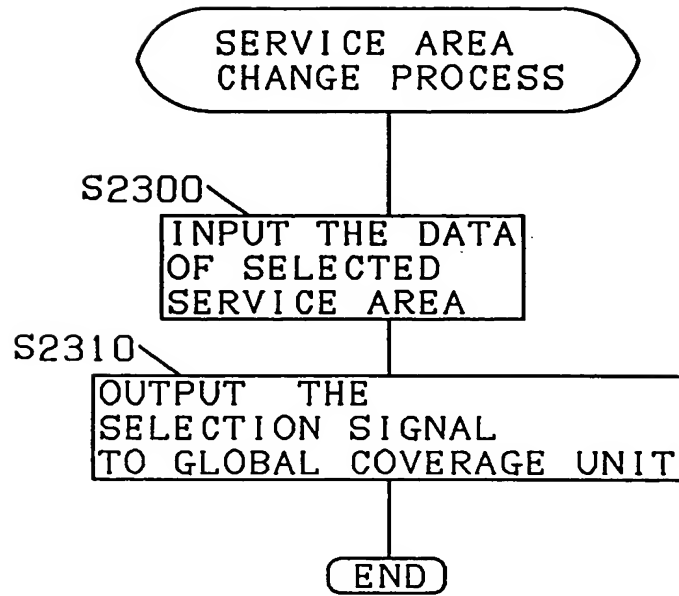 SERVICE AREA
CHANGE PROCESS
S2300
INPUT THE DATA
OF SELECTED
SERVICE AREA
S2310
OUTPUT THE
SELECTION SIGNAL
TO GLOBAL COVERAGE UNIT
END